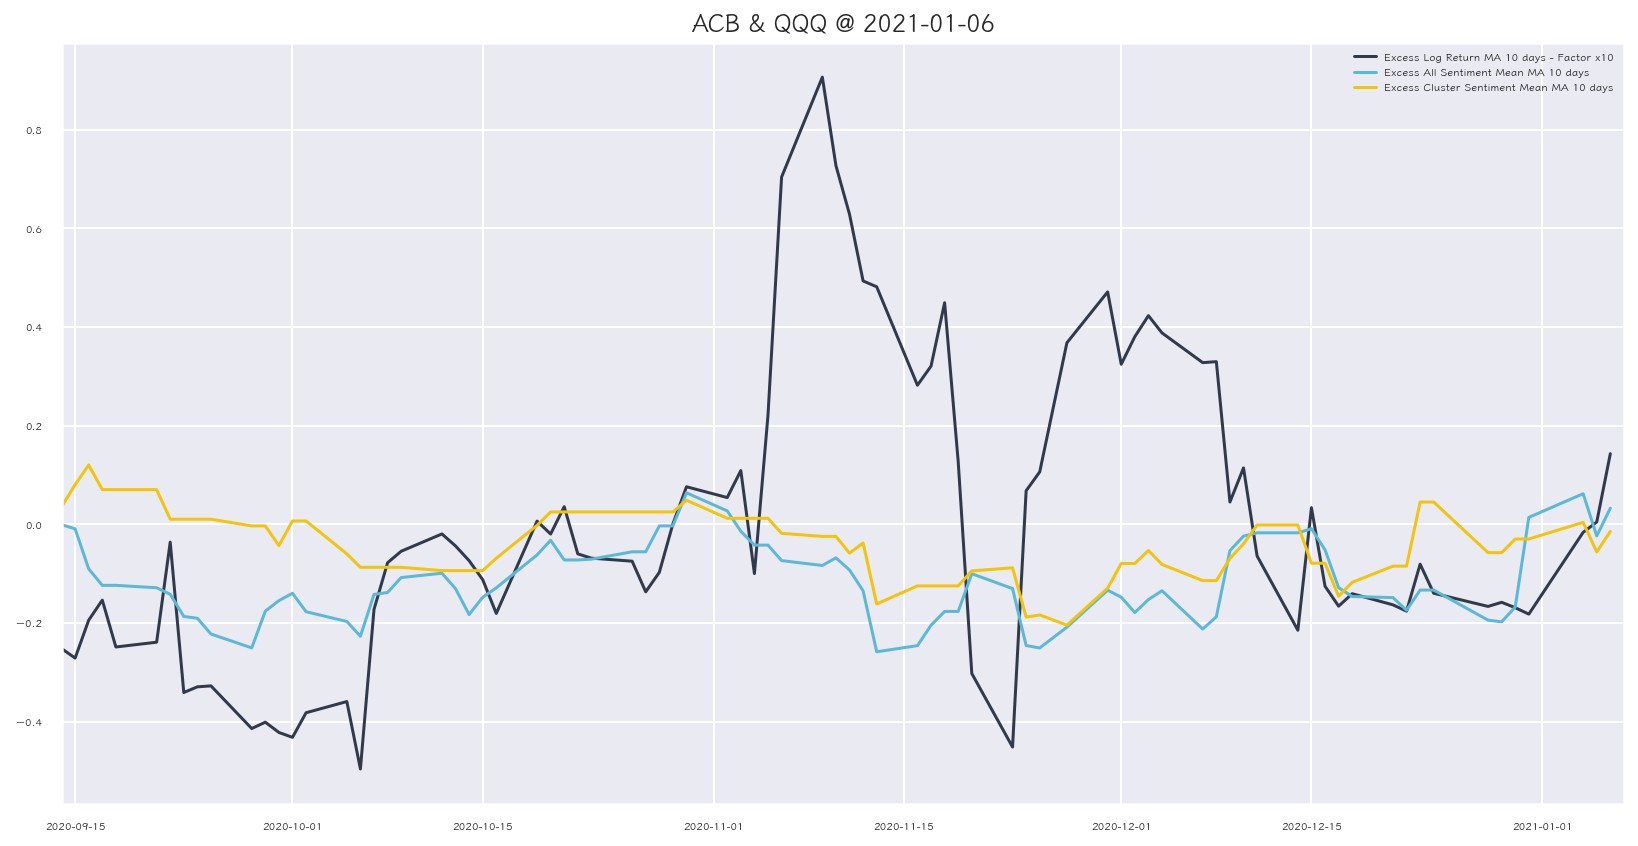 ACB & QQQ @ 2021-01-06
Excess Log Return MA 10 days - Factor x10
Excess All Sentiment Mean MA 10 days
Excess Cluster Sentiment Mean MA 10 days
0.8
0.6
0.4
0.2
0.0
−0.2
−0.4
2020-09-15 2020-10-01 2020-10-15 2020-11-01 2020-11-15 2020-12-01 2020-12-15 2021-01-01